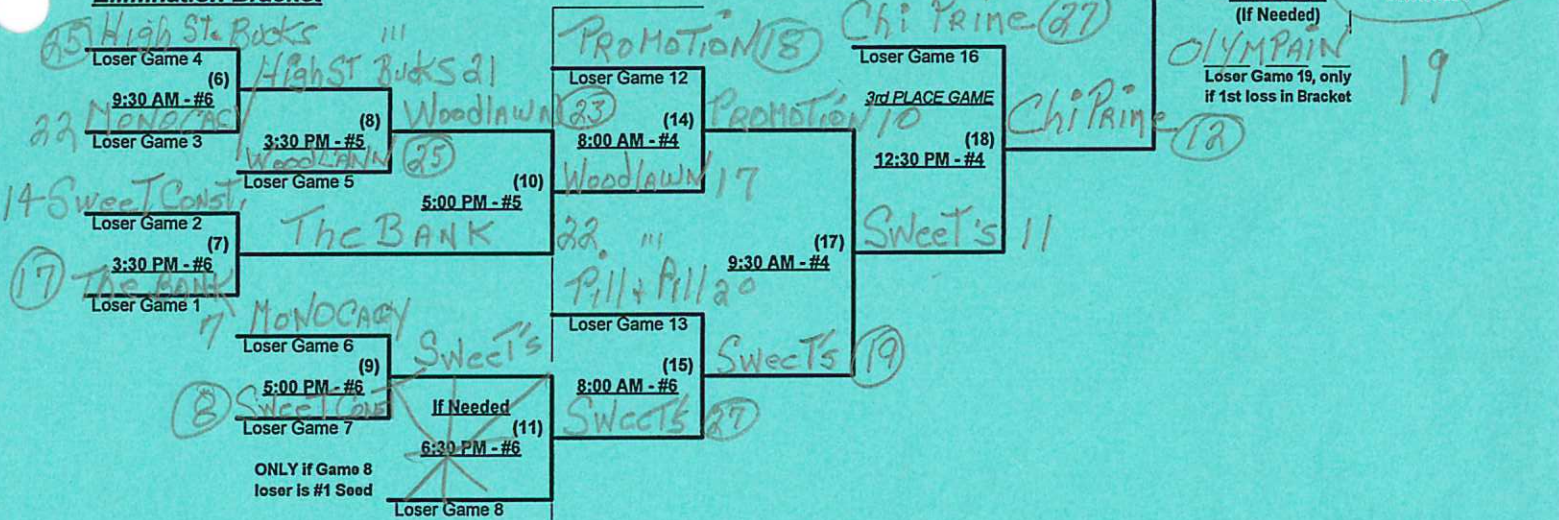 Elimination Bracket
25 High St. Bucks "'
Loser Game 4
(6)
9:30 AM - #6
22 MONOCACY
Loser Game 3
High ST Bucks 21
(8)
3:30 PM - #5
WoodLANN 25
Loser Game 5
14-Sweet Const.
Loser Game 2
(7)
3:30 PM - #6
17 The BANK
Loser Game 1
Woodlawn 23
(10)
5:00 PM - #5
The BANK 22 "'
7 MONOCACY
Loser Game 6
(9)
5:00 PM - #6
8 Sweet Const
Loser Game 7
Sweet's
If Needed
(11)
6:30 PM - #6
ONLY if Game 8
loser is #1 Seed
Loser Game 8
PROMOTION 18
Loser Game 12
(14)
8:00 AM - #4
Woodlawn 17
Pill + Pill 20
Loser Game 13
(15)
8:00 AM - #6
Sweet's 27
PROMOTION 10
(17)
9:30 AM - #4
Sweet's 19
Chi Prime 27
Loser Game 16
3rd PLACE GAME
(18)
12:30 PM - #4
Sweet's 11
Chi Prime 12
(If Needed)
OLYMPAIN 19
Loser Game 19, only
if 1st loss in Bracket